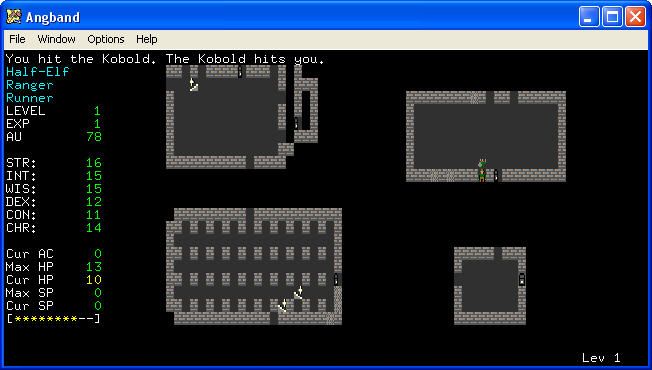 Angband
File Window Options Help
You hit the Kobold. The Kobold hits you.
Half-Elf
Ranger
Runner
LEVEL 1
EXP 1
AU 78
STR: 16
INT: 15
WIS: 15
DEX: 12
CON: 11
CHR: 14
Cur AC 0
Max HP 13
Cur HP 10
Max SP 0
Cur SP 0
[********--]
Lev 1